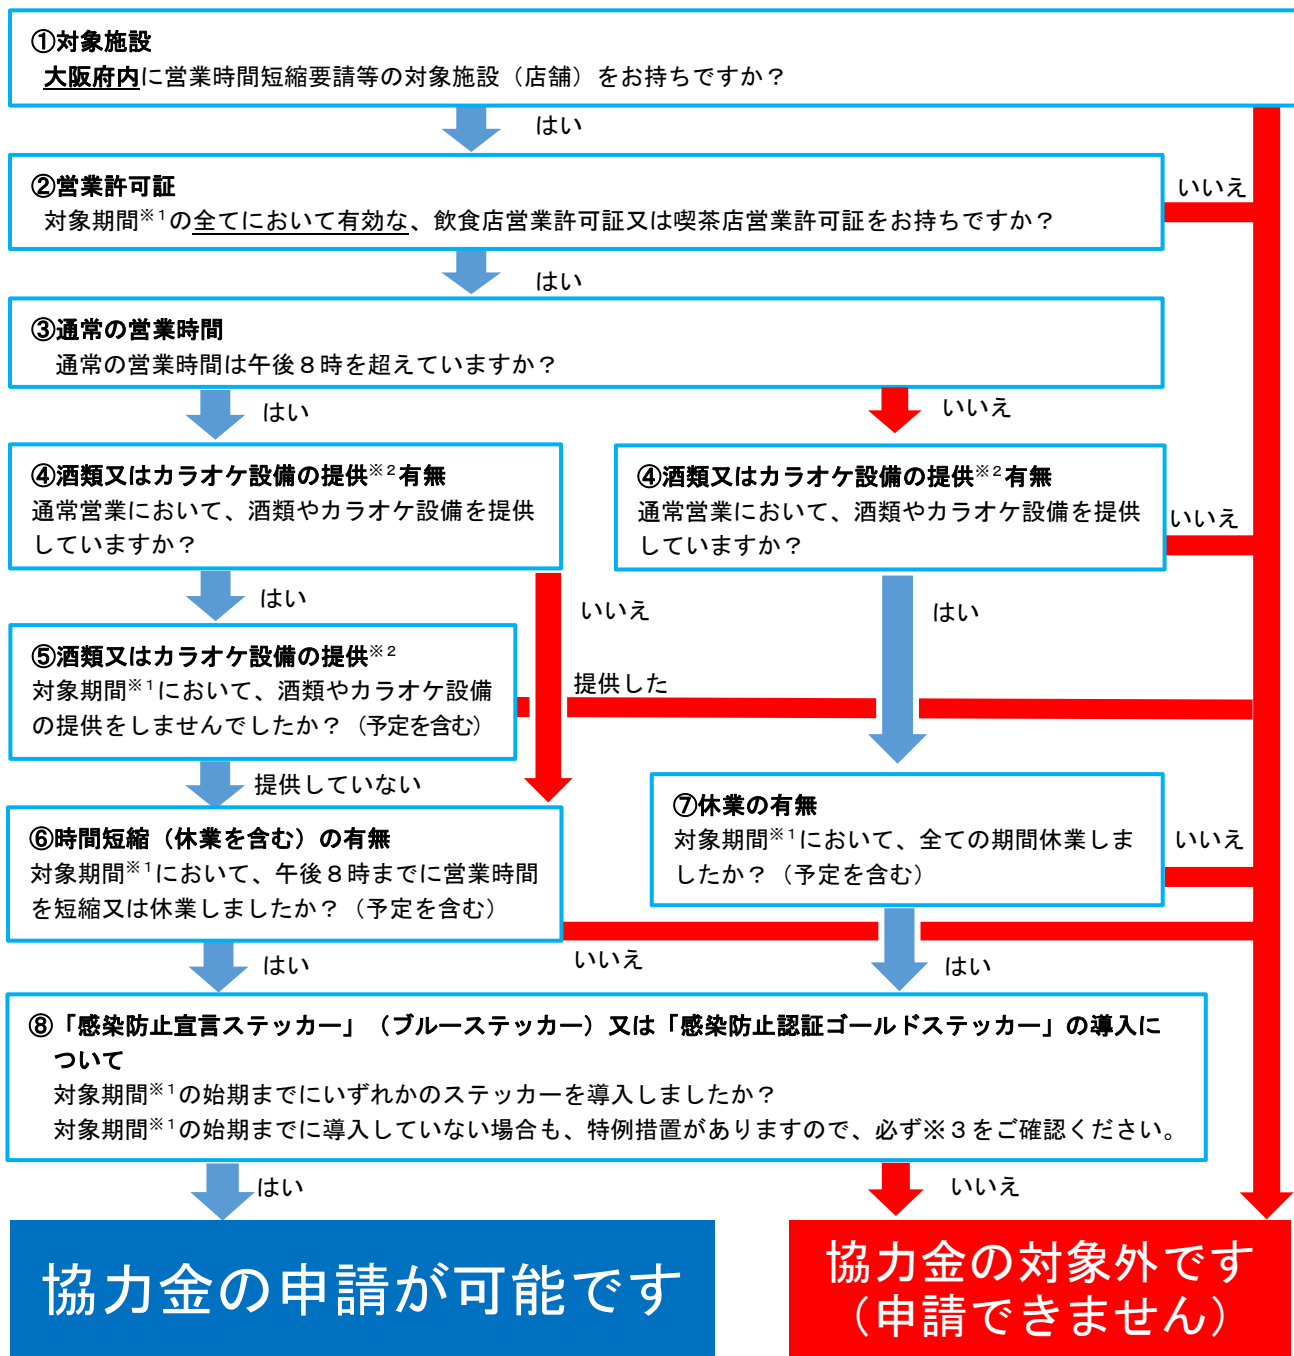 ①対象施設
大阪府内に営業時間短縮要請等の対象施設（店舗）をお持ちですか？
はい
②営業許可証
対象期間※１の全てにおいて有効な、飲食店営業許可証又は喫茶店営業許可証をお持ちですか？
いいえ
はい
③通常の営業時間
通常の営業時間は午後８時を超えていますか？
はい
いいえ
④酒類又はカラオケ設備の提供※２有無
通常営業において、酒類やカラオケ設備を提供
していますか？
④酒類又はカラオケ設備の提供※２有無
通常営業において、酒類やカラオケ設備を提供
していますか？
いいえ
はい
いいえ
はい
⑤酒類又はカラオケ設備の提供※２
対象期間※１において、酒類やカラオケ設備
の提供をしませんでしたか？（予定を含む）
提供した
提供していない
⑥時間短縮（休業を含む）の有無
対象期間※１において、午後８時までに営業時間
を短縮又は休業しましたか？（予定を含む）
⑦休業の有無
対象期間※１において、全ての期間休業しま
したか？（予定を含む）
いいえ
はい
いいえ
はい
⑧「感染防止宣言ステッカー」（ブルーステッカー）又は「感染防止認証ゴールドステッカー」の導入に
ついて
対象期間※１の始期までにいずれかのステッカーを導入しましたか？
対象期間※１の始期までに導入していない場合も、特例措置がありますので、必ず※３をご確認ください。
はい
いいえ
協力金の申請が可能です
協力金の対象外です
（申請できません）